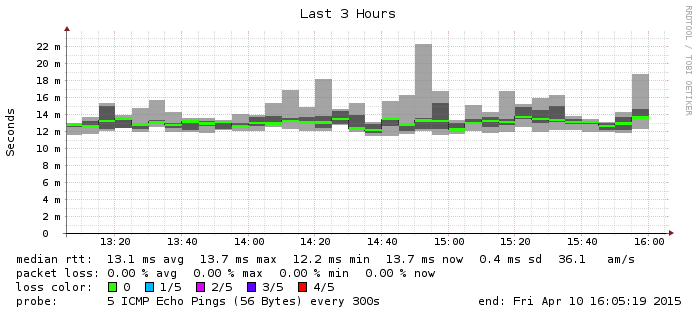 Last 3 Hours
RRDTOOL / TOBI OETIKER
Seconds
22 m
20 m
18 m
16 m
14 m
12 m
10 m
8 m
6 m
4 m
2 m
0
13:20 13:40 14:00 14:20 14:40 15:00 15:20 15:40 16:00
median rtt: 13.1 ms avg 13.7 ms max 12.2 ms min 13.7 ms now 0.4 ms sd 36.1 am/s
packet loss: 0.00 % avg 0.00 % max 0.00 % min 0.00 % now
loss color: 0 1/5 2/5 3/5 4/5
probe: 5 ICMP Echo Pings (56 Bytes) every 300s end: Fri Apr 10 16:05:19 2015